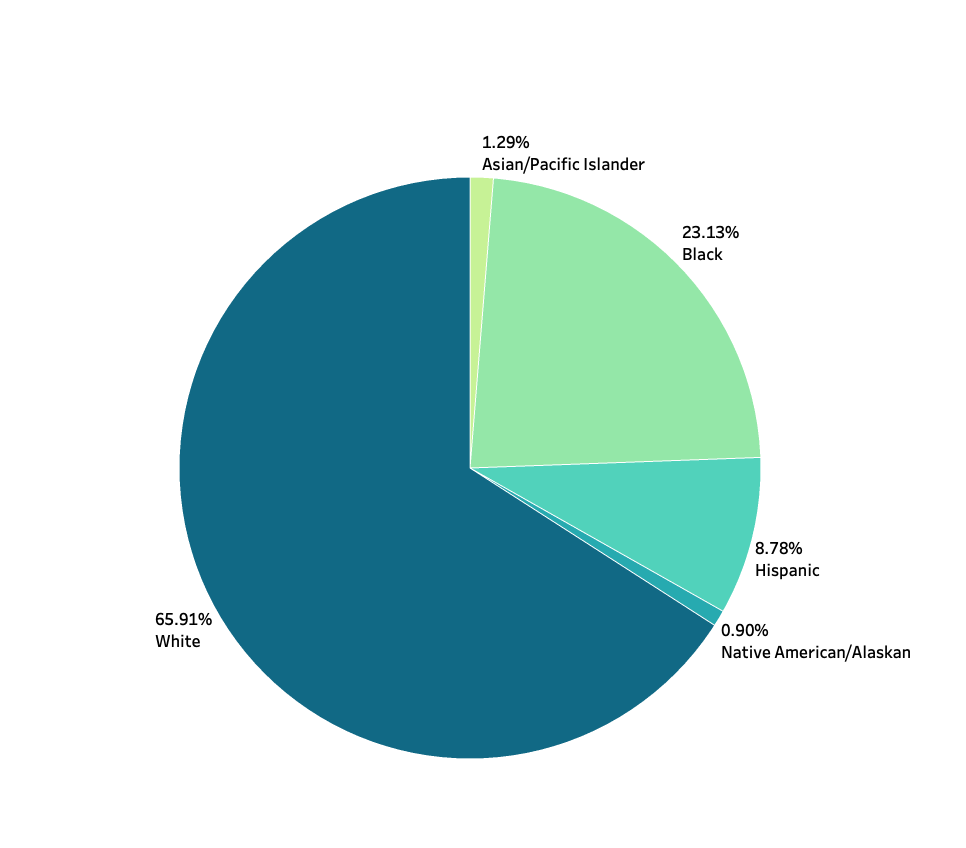 1.29%
Asian/Pacific Islander
23.13%
Black
8.78%
Hispanic
0.90%
Native American/Alaskan
65.91%
White